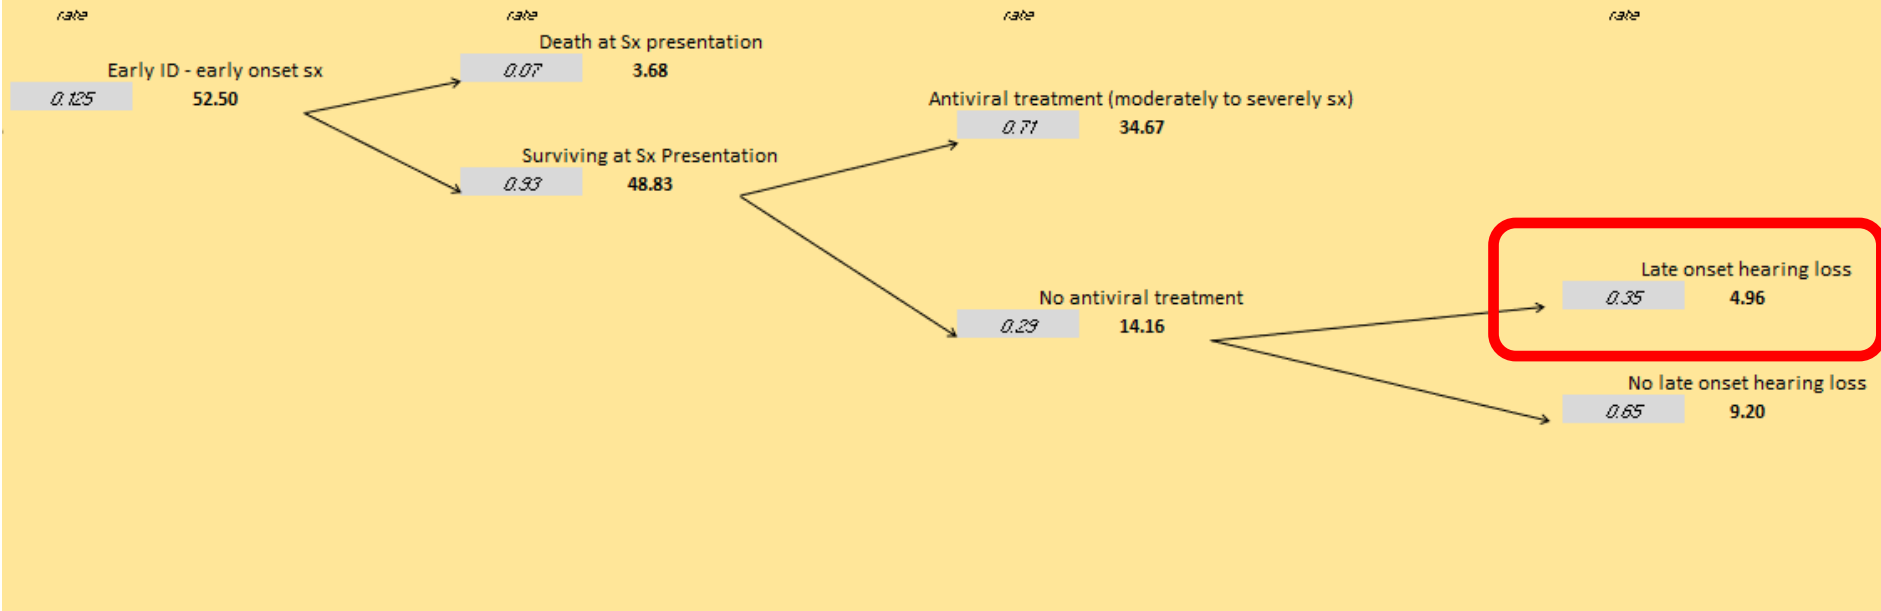 rate rate rate rate
Death at Sx presentation
0.07 3.68
Early ID - early onset sx
0.125 52.50
Antiviral treatment (moderately to severely sx)
0.71 34.67
Surviving at Sx Presentation
0.93 48.83
Late onset hearing loss
0.35 4.96
No antiviral treatment
0.29 14.16
No late onset hearing loss
0.65 9.20